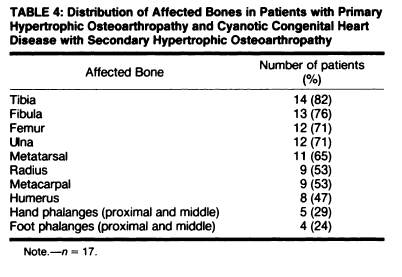 TABLE 4: Distribution of Affected Bones in Patients with Primary
Hypertrophic Osteoarthropathy and Cyanotic Congenital Heart
Disease with Secondary Hypertrophic Osteoarthropathy
Affected Bone Number of patients
(%)
Tibia 14 (82)
Fibula 13 (76)
Femur 12 (71)
Ulna 12 (71)
Metatarsal 11 (65)
Radius 9 (53)
Metacarpal 9 (53)
Humerus 8 (47)
Hand phalanges (proximal and middle) 5 (29)
Foot phalanges (proximal and middle) 4 (24)
Note.—n = 17.